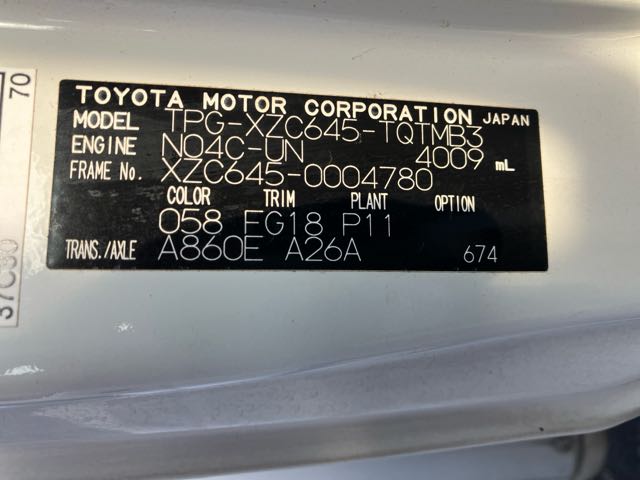 TOYOTA MOTOR CORPORATION JAPAN
MODEL TPG-XZC645-TQTMB3
ENGINE N04C-UN 4009 mL
FRAME No. XZC645-0004780
COLOR TRIM PLANT OPTION
058 FG18 P11
TRANS./AXLE A860E A26A 674
70